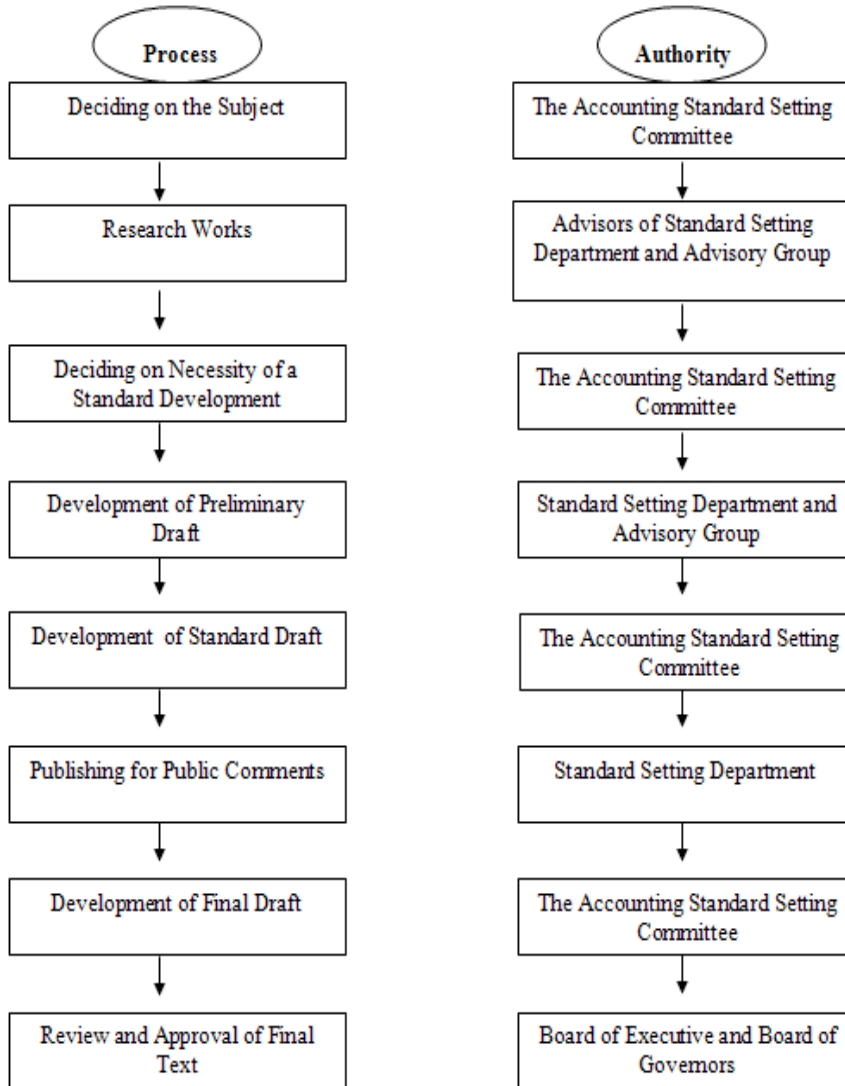 Process
Authority
Deciding on the Subject
The Accounting Standard Setting
Committee
Research Works
Advisors of Standard Setting
Department and Advisory Group
Deciding on Necessity of a
Standard Development
The Accounting Standard Setting
Committee
Development of Preliminary
Draft
Standard Setting Department and
Advisory Group
Development of Standard Draft
The Accounting Standard Setting
Committee
Publishing for Public Comments
Standard Setting Department
Development of Final Draft
The Accounting Standard Setting
Committee
Review and Approval of Final
Text
Board of Executive and Board of
Governors